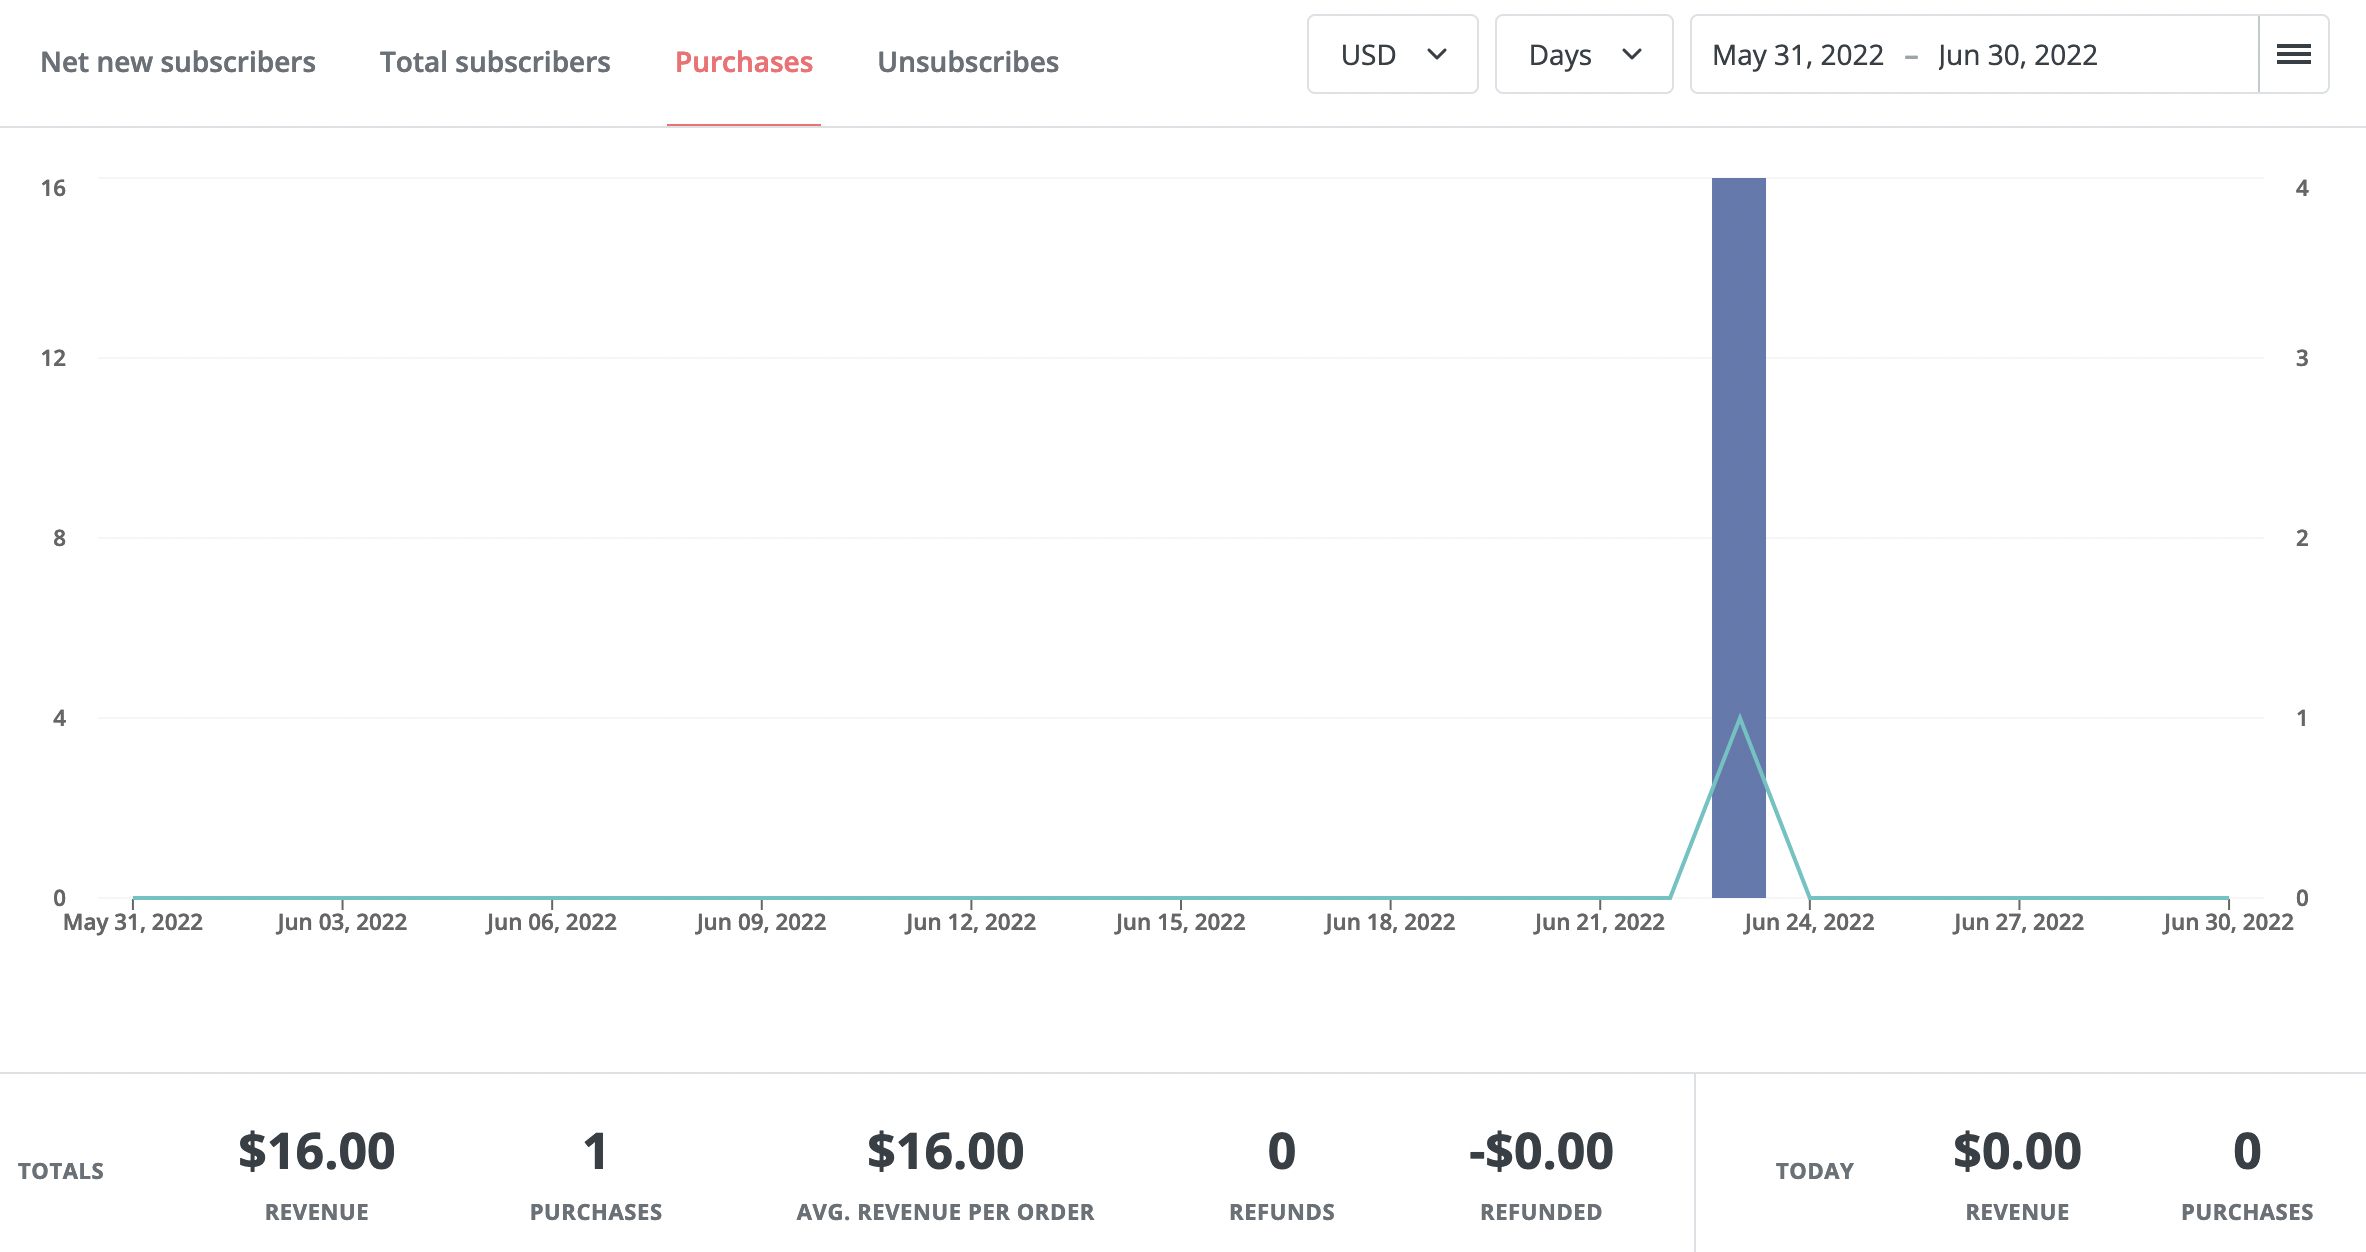 Net new subscribers Total subscribers Purchases Unsubscribes USD Days May 31, 2022 – Jun 30, 2022
16 4
12 3
8 2
4 1
0 0
May 31, 2022 Jun 03, 2022 Jun 06, 2022 Jun 09, 2022 Jun 12, 2022 Jun 15, 2022 Jun 18, 2022 Jun 21, 2022 Jun 24, 2022 Jun 27, 2022 Jun 30, 2022
$16.00 1 $16.00 0 -$0.00 $0.00 0
TOTALS TODAY
REVENUE PURCHASES AVG. REVENUE PER ORDER REFUNDS REFUNDED REVENUE PURCHASES